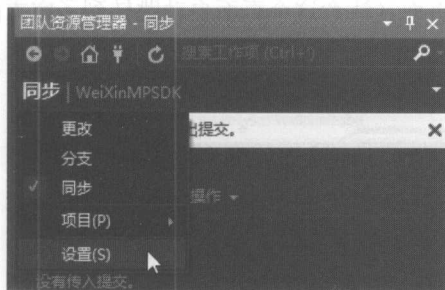 团队资源管理器 - 同步
搜索工作项 (Ctrl+')
同步 | WeiXinMPSDK
更改
出提交。
分支
同步
操作
项目(P)
设置(S)
没有传入提交。